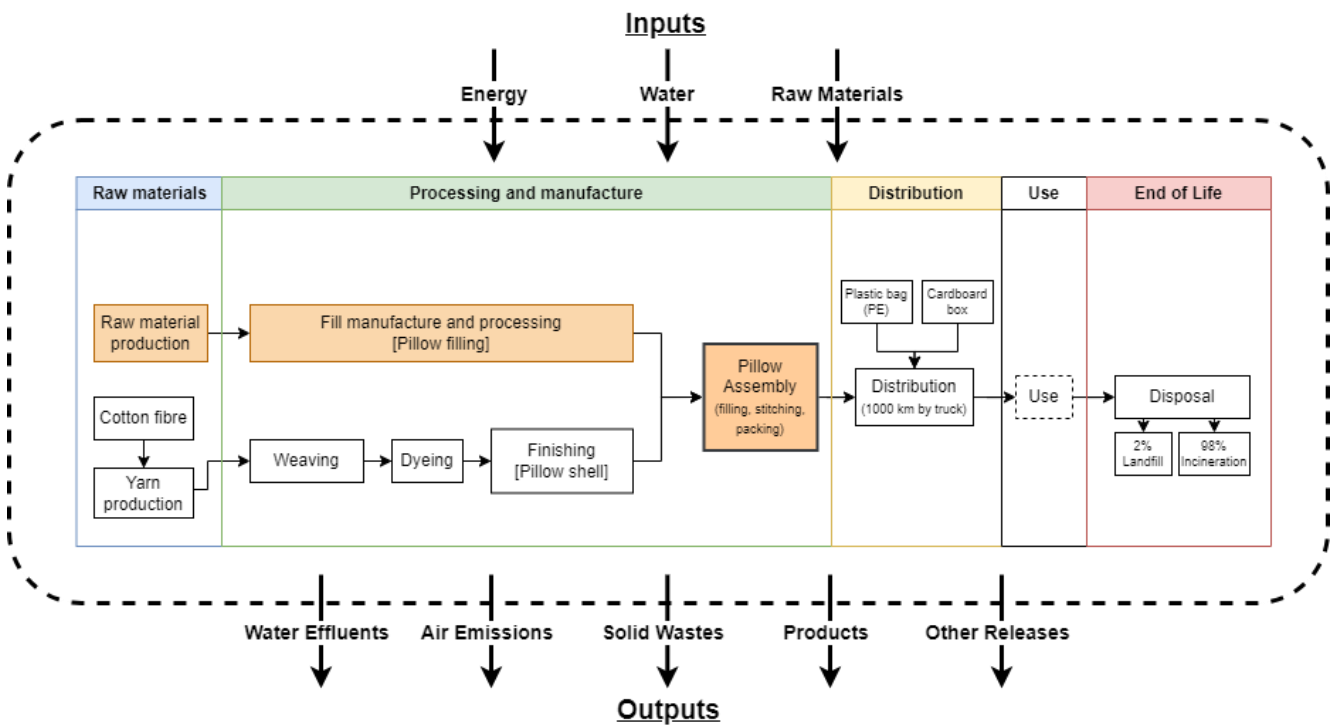 Inputs
Energy
Water
Raw Materials
Raw materials
Processing and manufacture
Distribution
Use
End of Life
Raw material
production
Fill manufacture and processing
[Pillow filling]
Cotton fibre
Yarn
production
Weaving
Dyeing
Finishing
[Pillow shell]
Pillow
Assembly
(filling, stitching,
packing)
Plastic bag
(PE)
Cardboard
box
Distribution
(1000 km by truck)
Use
Disposal
2%
Landfill
98%
Incineration
Water Effluents
Air Emissions
Solid Wastes
Products
Other Releases
Outputs